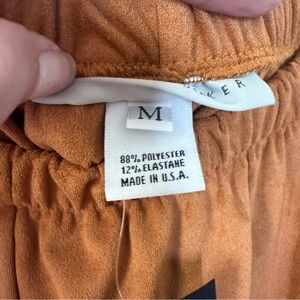 M
88% POLYESTER
12% ELASTANE
MADE IN U.S.A.